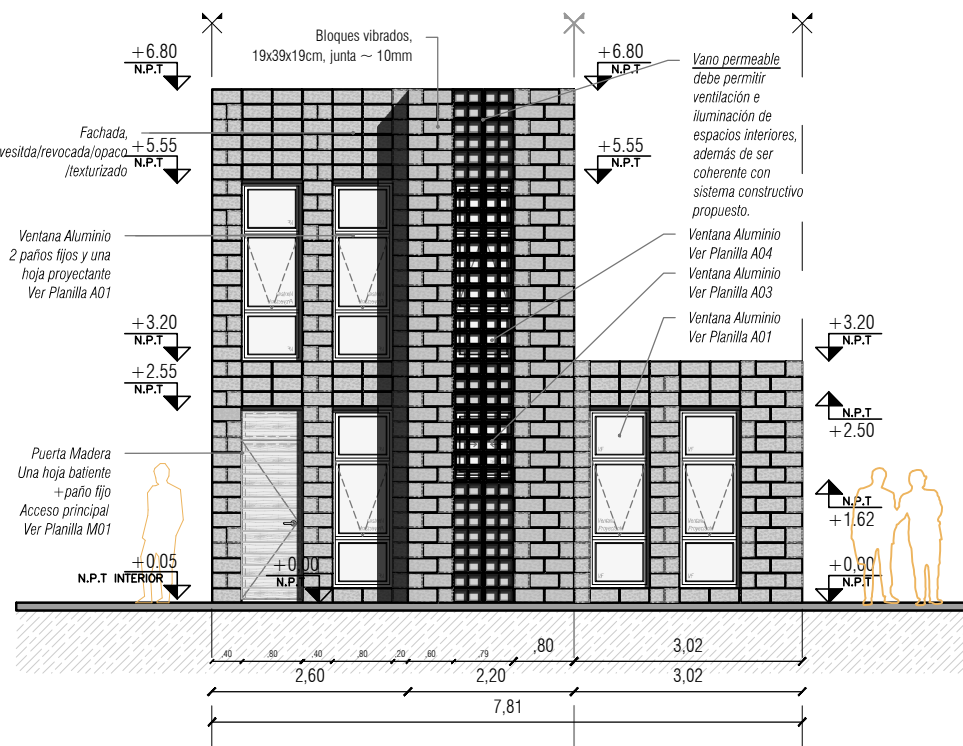 +6.80
N.P.T
Bloques vibrados,
19x39x19cm, junta ~ 10mm
+6.80
N.P.T
Vano permeable
debe permitir
ventilación e
iluminación de
espacios interiores,
además de ser
coherente con
sistema constructivo
propuesto.
Fachada,
vesitda/revocada/opaco
/texturizado
+5.55
N.P.T
+5.55
N.P.T
Ventana Aluminio
2 paños fijos y una
hoja proyectante
Ver Planilla A01
Ventana Aluminio
Ver Planilla A04
Ventana Aluminio
Ver Planilla A03
Ventana Aluminio
Ver Planilla A01
+3.20
N.P.T
+3.20
N.P.T
+2.55
N.P.T
N.P.T
+2.50
Puerta Madera
Una hoja batiente
+paño fijo
Acceso principal
Ver Planilla M01
N.P.T
+1.62
+0.05
N.P.T INTERIOR
+0.00
N.P.T
+0,00
N.P.T
,40 ,80 ,40 ,80 ,20 ,60 ,79 ,80 3,02
2,60 2,20 3,02
7,81